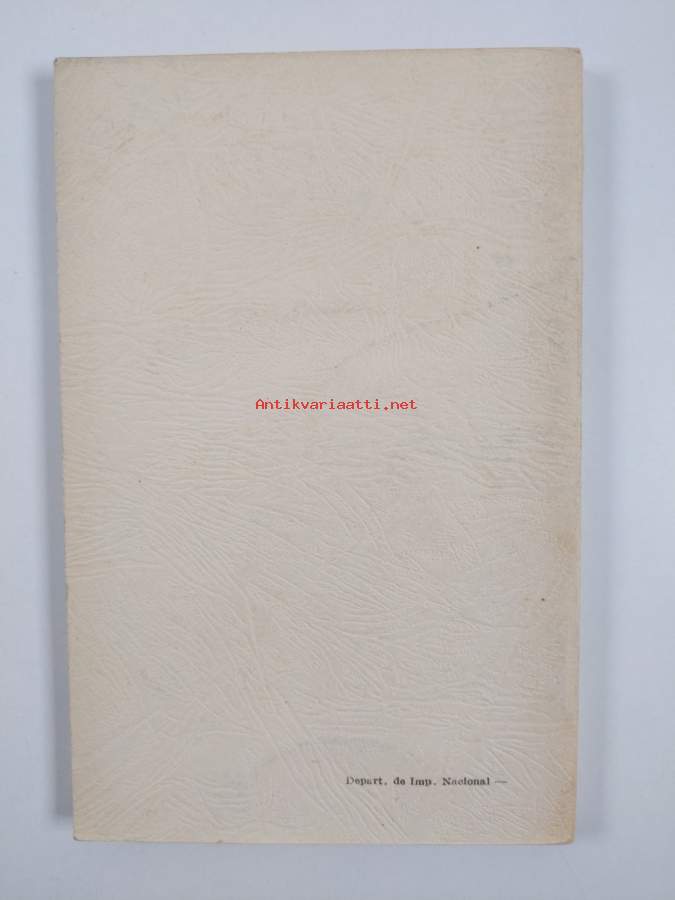 Antikvariaatti.net
Depart. de Imp. Nacional —